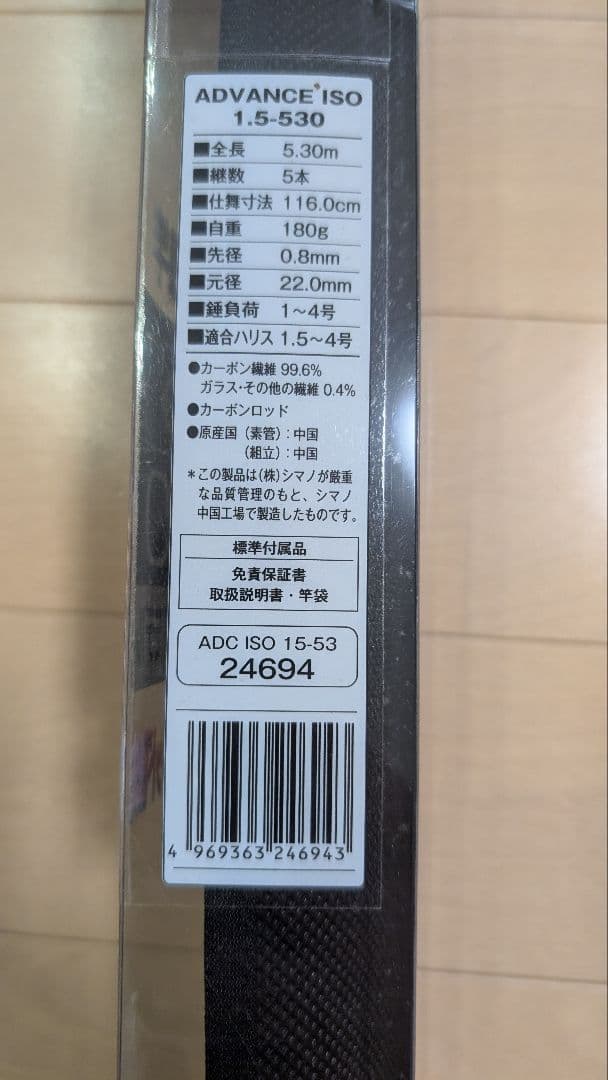 ADVANCE ISO
1.5-530
■全長 5.30m
■継数 5本
■仕舞寸法 116.0cm
■自重 180g
■先径 0.8mm
■元径 22.0mm
■錘負荷 1～4号
■適合ハリス 1.5～4号
●カーボン繊維 99.6%
ガラス・その他の繊維 0.4%
●カーボンロッド
●原産国（素管）：中国
（組立）：中国
＊この製品は(株)シマノが厳重
な品質管理のもと、シマノ
中国工場で製造したものです。
標準付属品
免責保証書
取扱説明書・竿袋
ADC ISO 15-53
24694
4 969363 246943